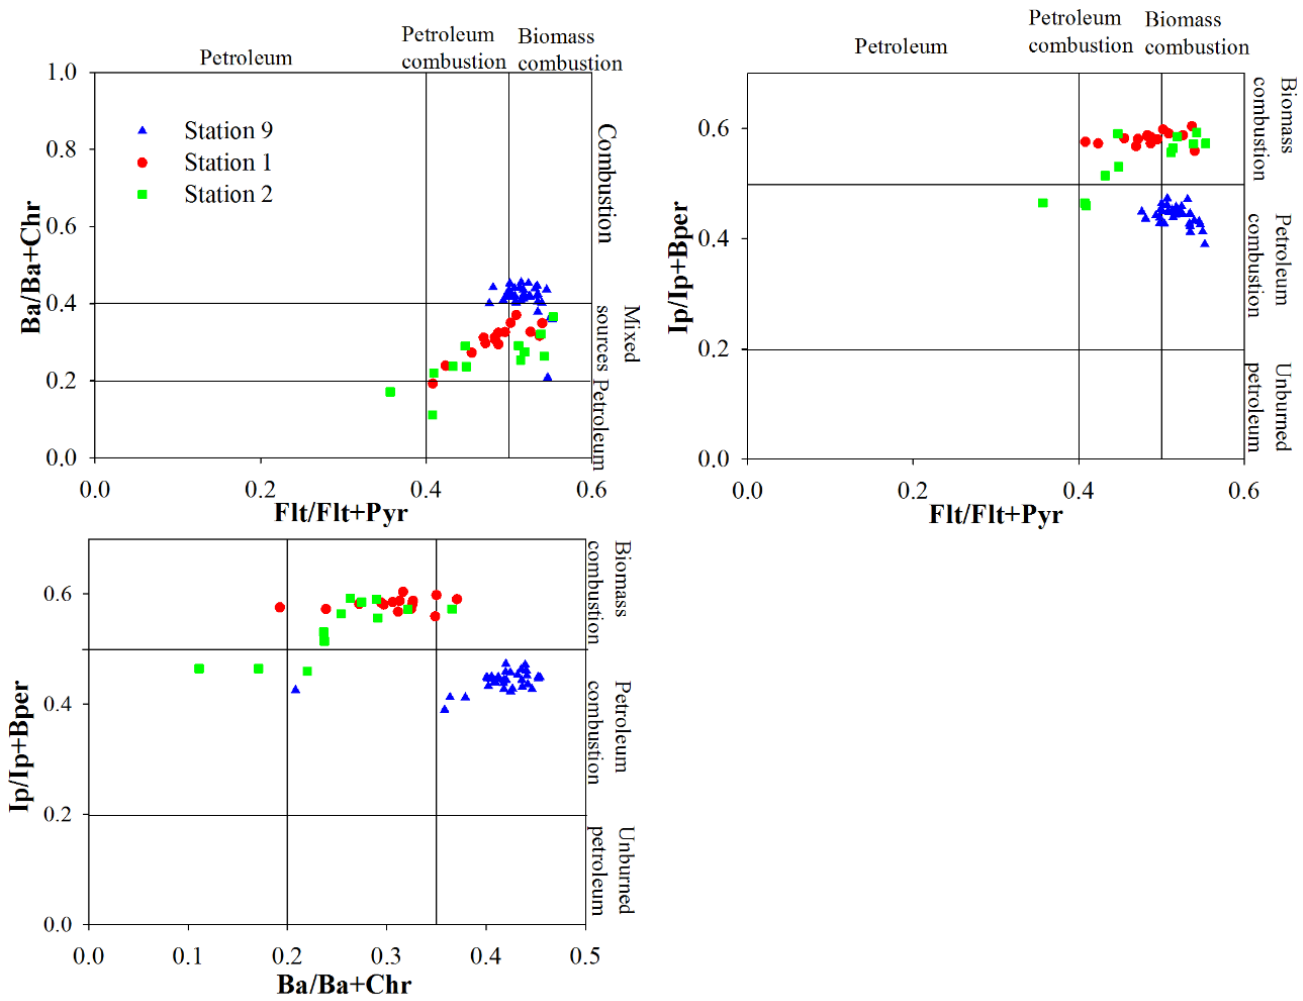 Petroleum
Petroleum
combustion
Biomass
combustion
1.0
0.8
0.6
0.4
0.2
0.0
Ba/Ba+Chr
Station 9
Station 1
Station 2
Combustion
Mixed
sources
Petroleum
0.0
0.2
0.4
0.6
Flt/Flt+Pyr
Petroleum
Petroleum
combustion
Biomass
combustion
0.6
0.4
0.2
0.0
Ip/Ip+Bper
Biomass
combustion
Petroleum
combustion
Unburned
petroleum
0.0
0.2
0.4
0.6
Flt/Flt+Pyr
0.6
0.4
0.2
0.0
Ip/Ip+Bper
Biomass
combustion
Petroleum
combustion
Unburned
petroleum
0.0
0.1
0.2
0.3
0.4
0.5
Ba/Ba+Chr